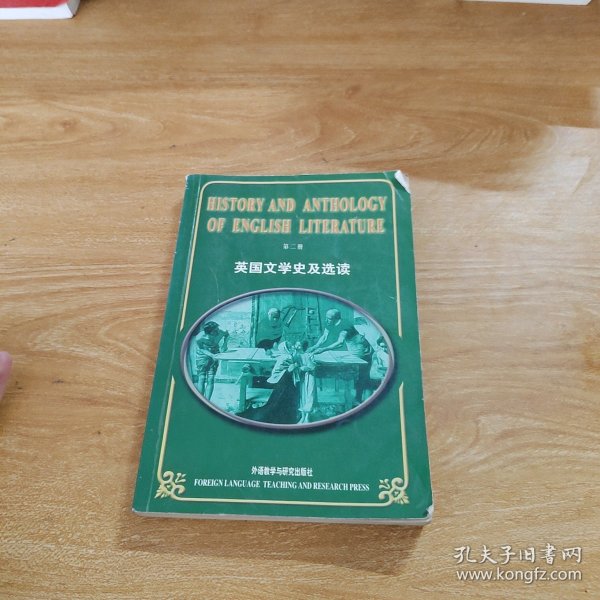 HISTORY AND ANTHOLOGY
OF ENGLISH LITERATURE
第二册
英国文学史及选读
外语教学与研究出版社
FOREIGN LANGUAGE TEACHING AND RESEARCH PRESS
孔夫子旧书网
www.kongfz.com